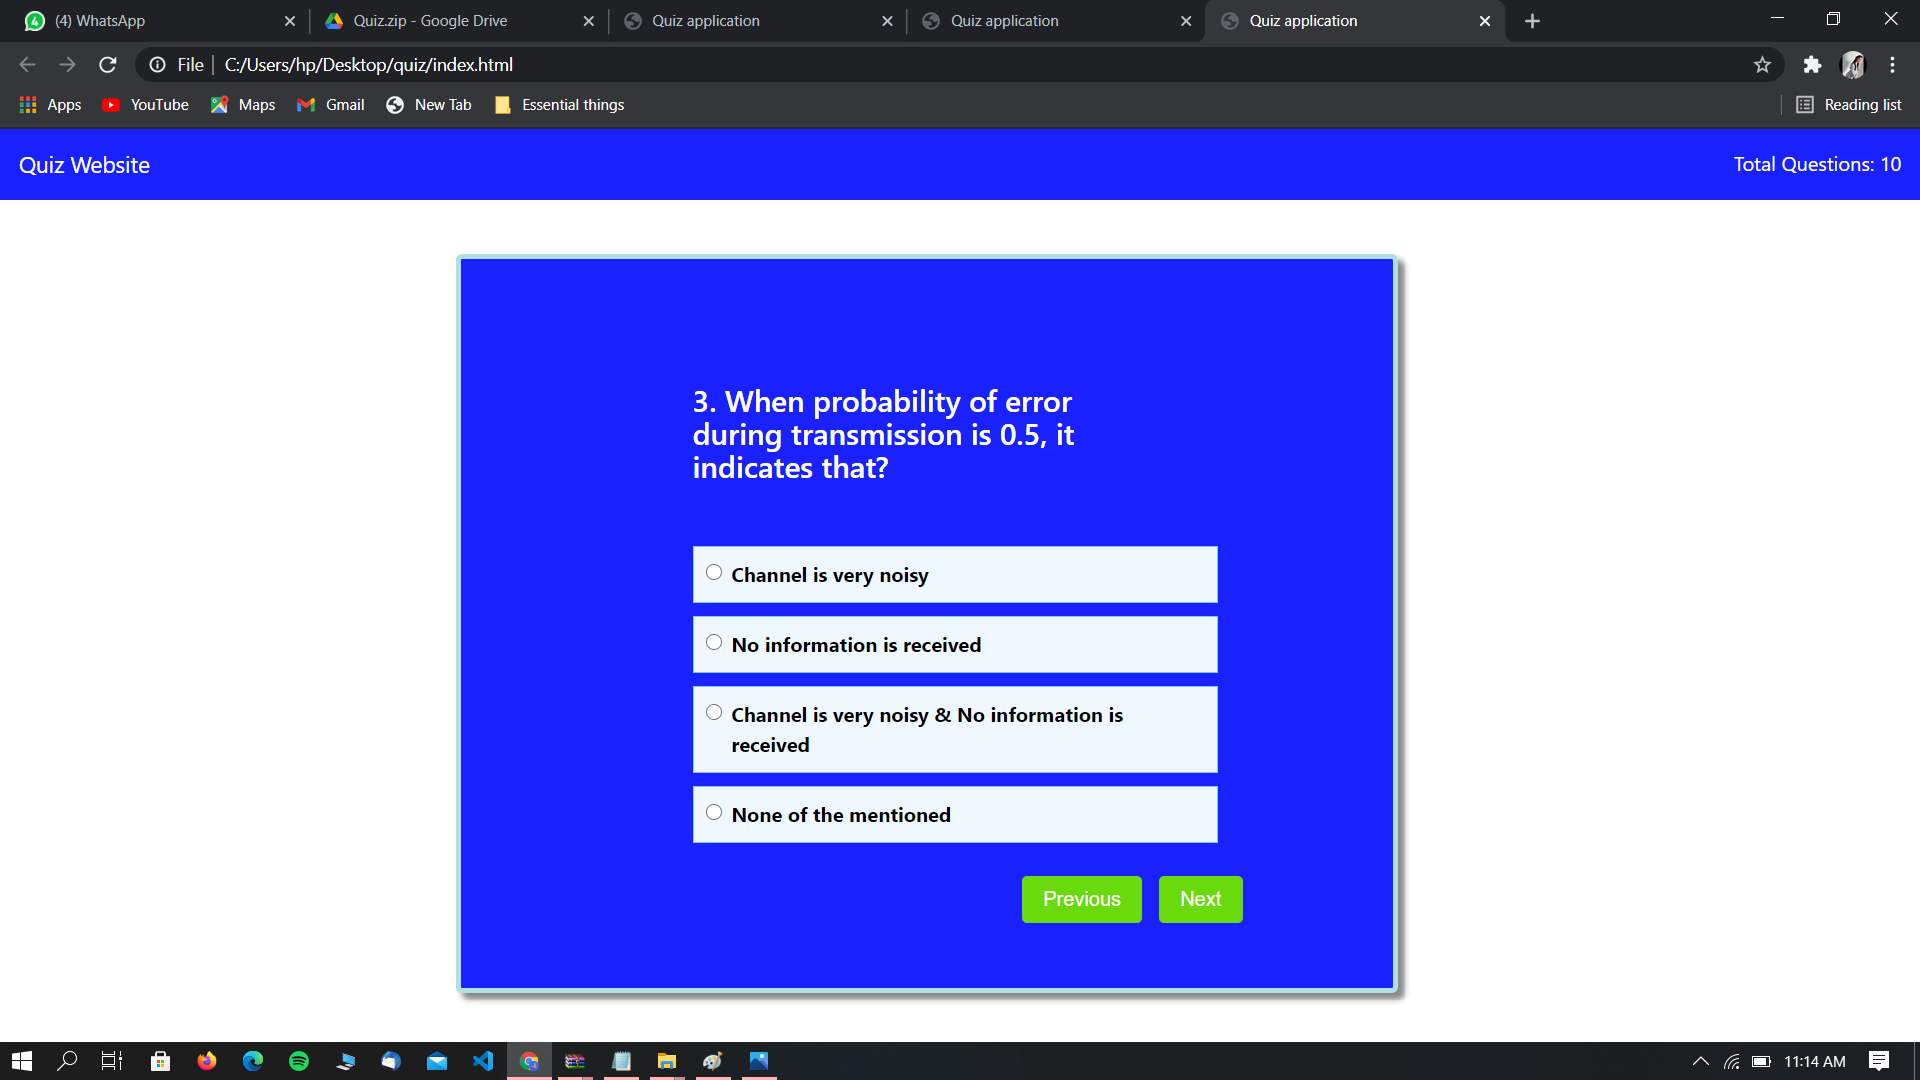 (4) WhatsApp
Quiz.zip - Google Drive
Quiz application
Quiz application
Quiz application
File
C:/Users/hp/Desktop/quiz/index.html
Apps
YouTube
Maps
Gmail
New Tab
Essential things
Reading list
Quiz Website
Total Questions: 10
3. When probability of error
during transmission is 0.5, it
indicates that?
Channel is very noisy
No information is received
Channel is very noisy & No information is
received
None of the mentioned
Previous
Next
11:14 AM